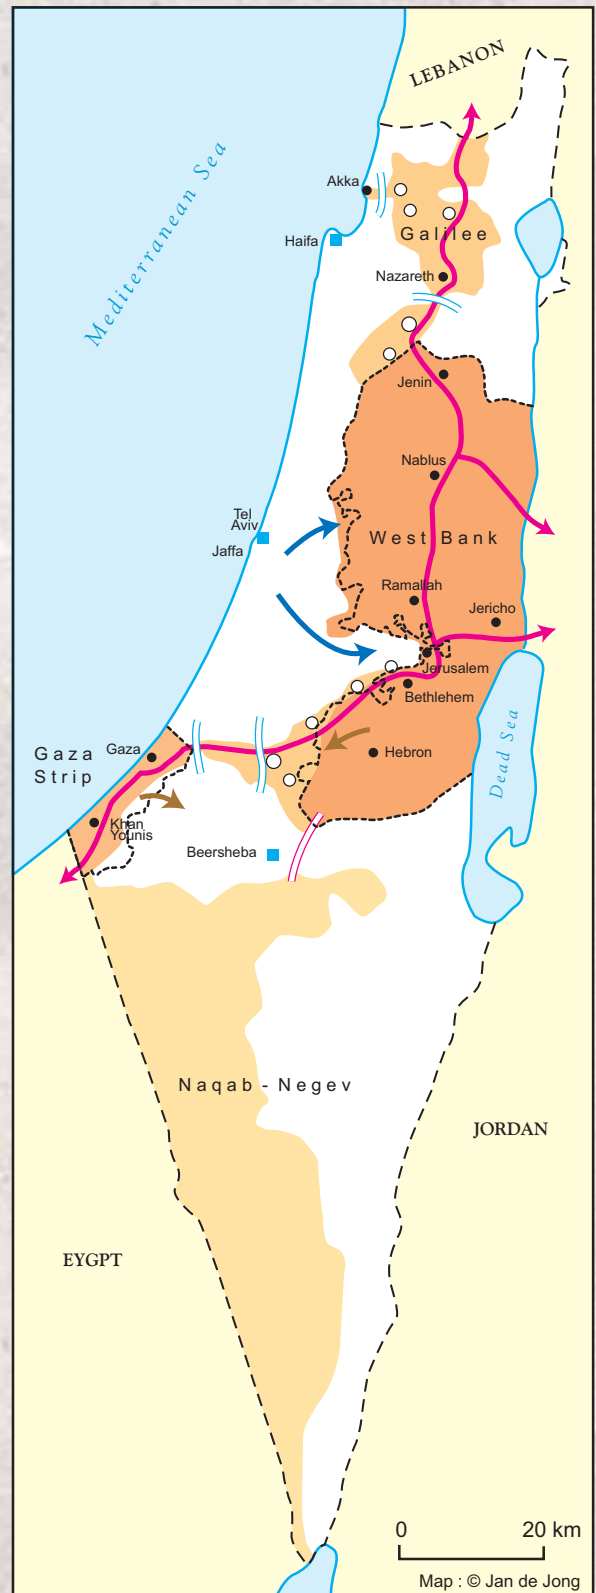 LEBANON
Mediterranean Sea
Akka
Haifa
Galilee
Nazareth
Jenin
Nablus
Tel
Aviv
Jaffa
West Bank
Ramallah
Jericho
Jerusalem
Bethlehem
Gaza
Strip
Gaza
Hebron
Dead Sea
Khan
Younis
Beersheba
Naqab - Negev
JORDAN
EYGPT
0 20 km
Map : © Jan de Jong